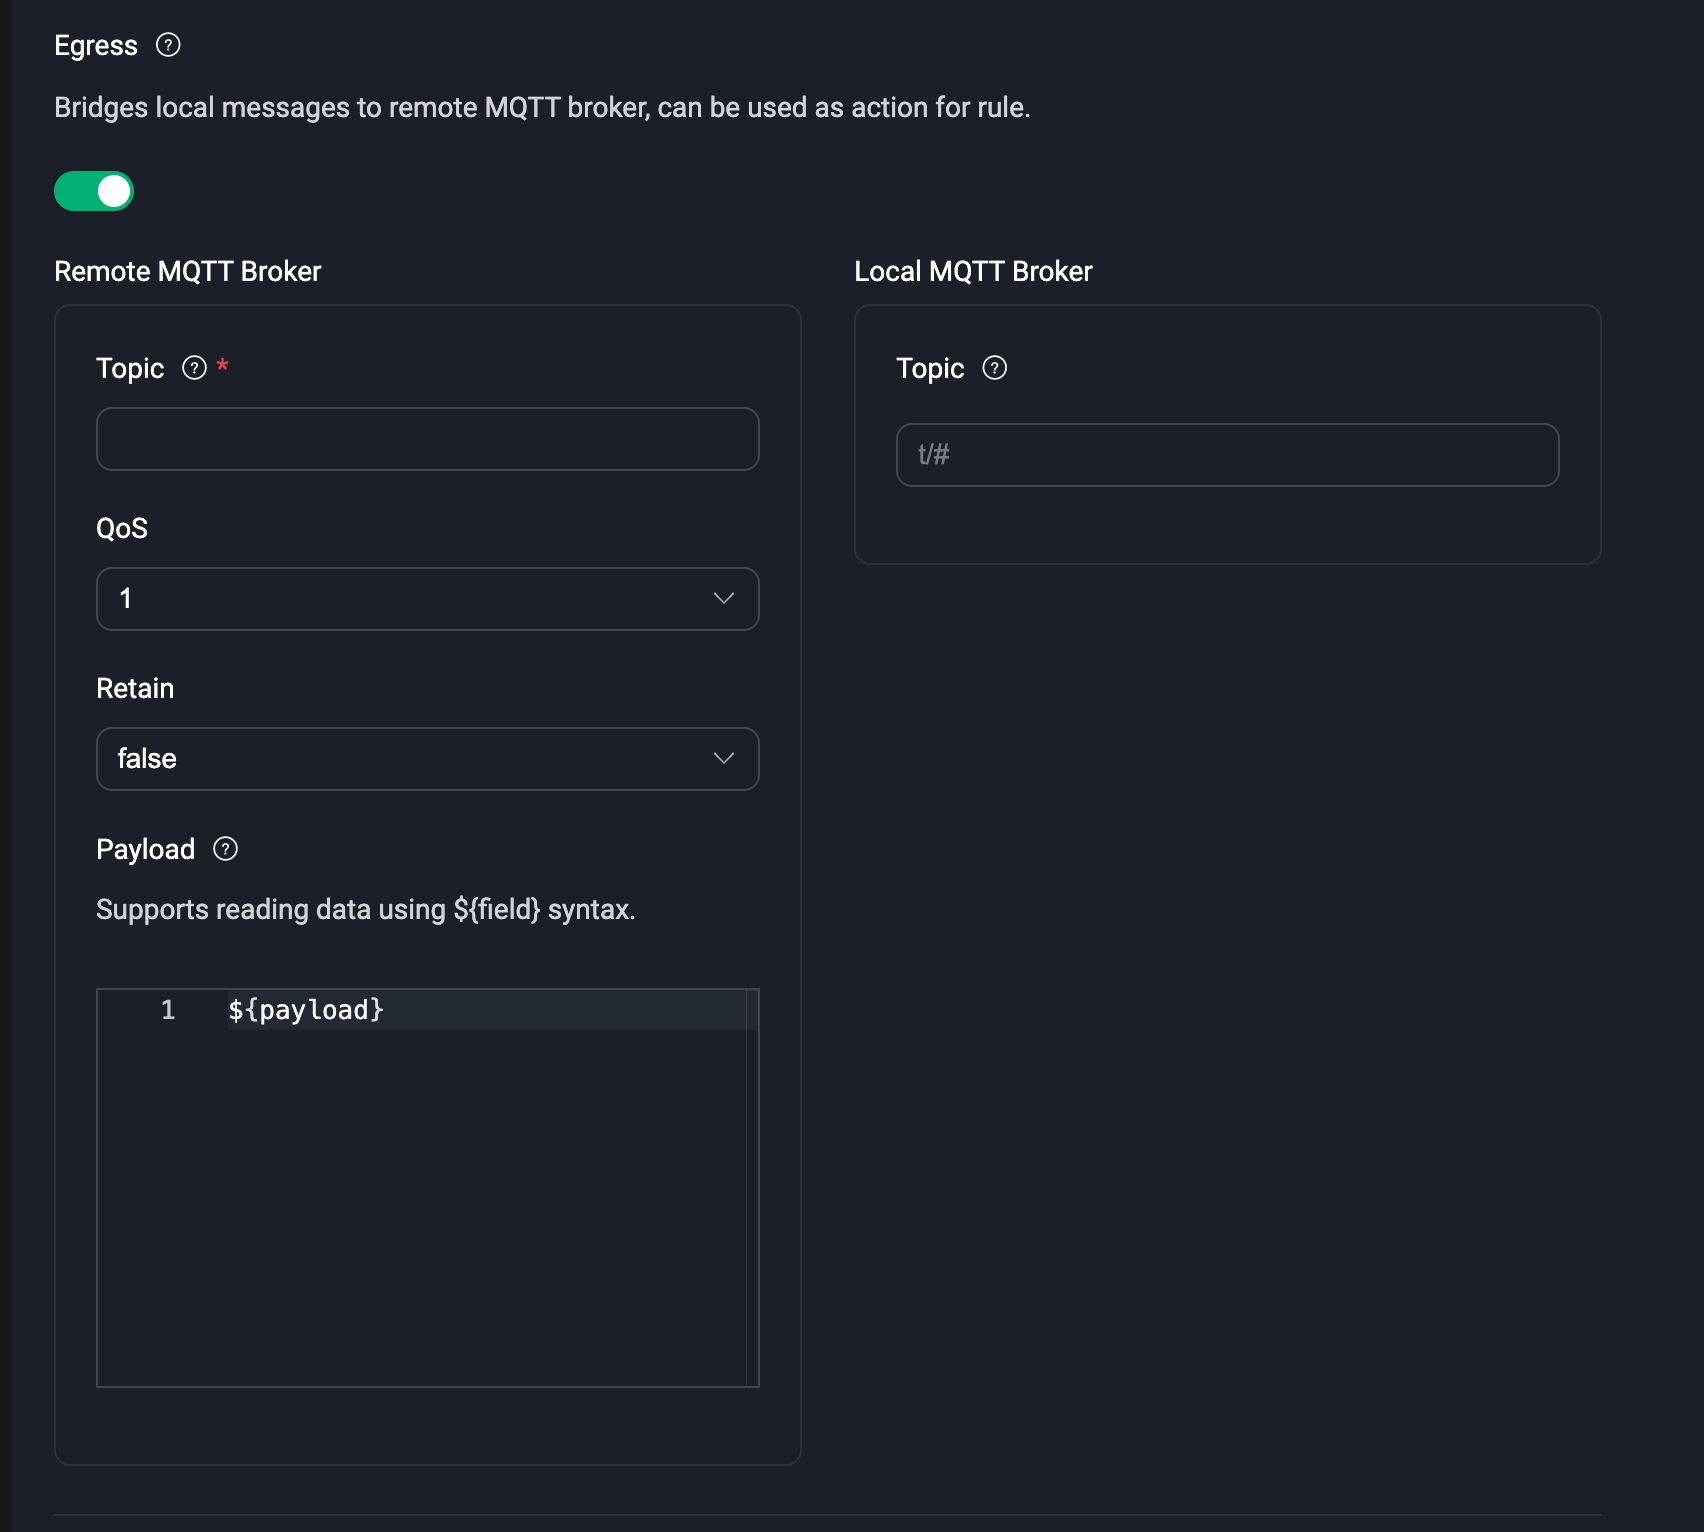 Egress ?
Bridges local messages to remote MQTT broker, can be used as action for rule.
Remote MQTT Broker
Topic ? *
QoS
1
Retain
false
Payload ?
Supports reading data using ${field} syntax.
1 ${payload}
Local MQTT Broker
Topic ?
t/#